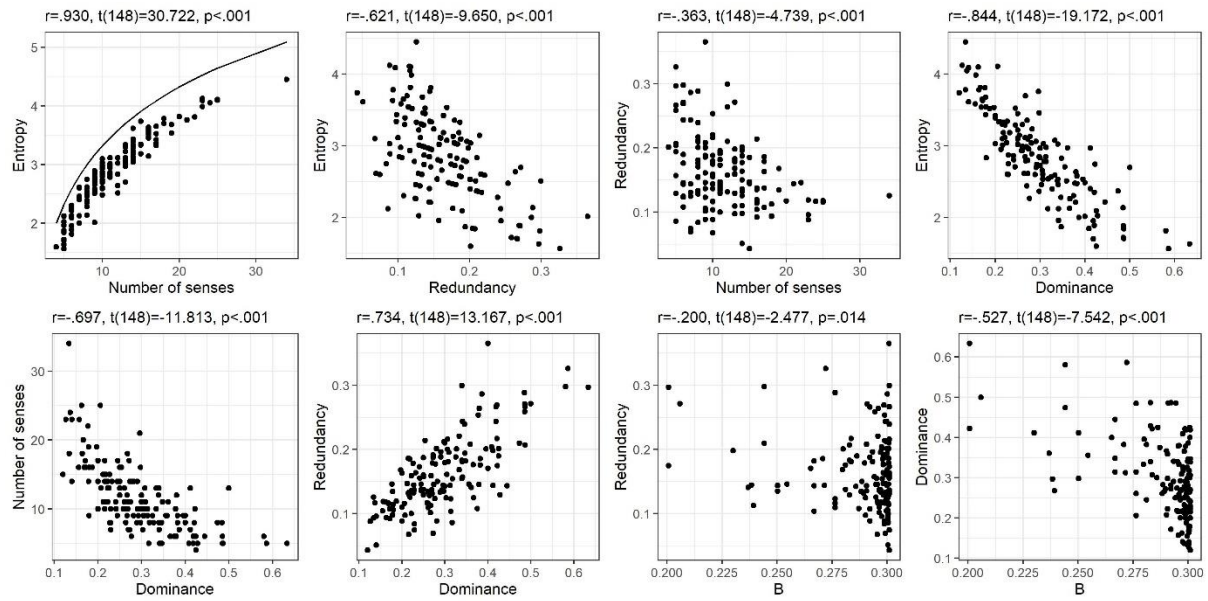 r=.930, t(148)=30.722, p<.001
Entropy
5
4
3
2
10 20 30
Number of senses
r=-.621, t(148)=-9.650, p<.001
Entropy
4
3
2
0.1 0.2 0.3
Redundancy
r=-.363, t(148)=-4.739, p<.001
Redundancy
0.3
0.2
0.1
10 20 30
Number of senses
r=-.844, t(148)=-19.172, p<.001
Entropy
4
3
2
0.1 0.2 0.3 0.4 0.5 0.6
Dominance
r=-.697, t(148)=-11.813, p<.001
Number of senses
30
20
10
0.1 0.2 0.3 0.4 0.5 0.6
Dominance
r=.734, t(148)=13.167, p<.001
Redundancy
0.3
0.2
0.1
0.1 0.2 0.3 0.4 0.5 0.6
Dominance
r=-.200, t(148)=-2.477, p=.014
Redundancy
0.3
0.2
0.1
0.200 0.225 0.250 0.275 0.300
B
r=-.527, t(148)=-7.542, p<.001
Dominance
0.6
0.5
0.4
0.3
0.2
0.1
0.200 0.225 0.250 0.275 0.300
B